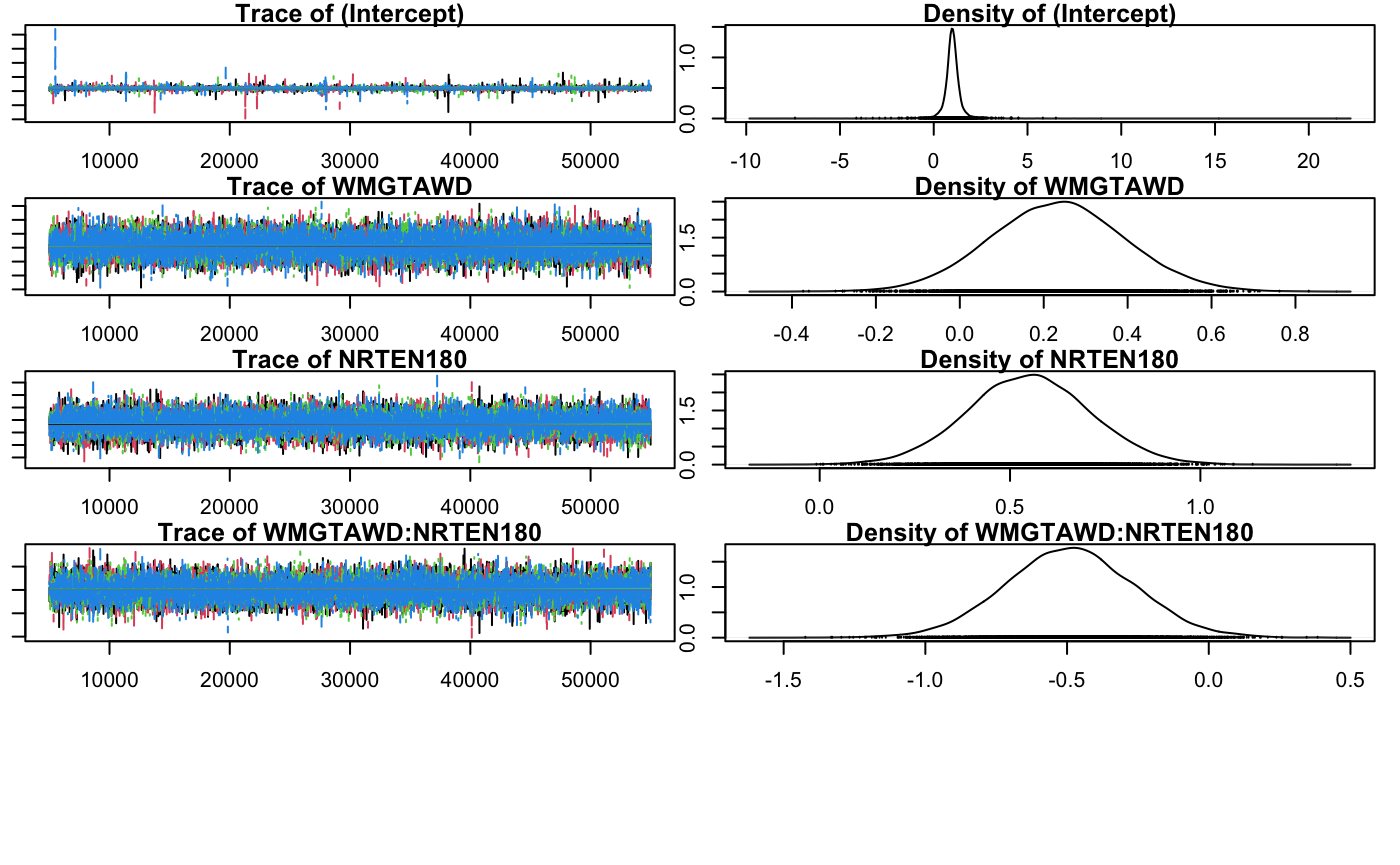 Trace of (Intercept)
Density of (Intercept)
0.0 1.0
10000 20000 30000 40000 50000
-10 -5 0 5 10 15 20
Trace of WMGTAWD
Density of WMGTAWD
0.0 1.5
10000 20000 30000 40000 50000
-0.4 -0.2 0.0 0.2 0.4 0.6 0.8
Trace of NRTEN180
Density of NRTEN180
0.0 1.5
10000 20000 30000 40000 50000
0.0 0.5 1.0
Trace of WMGTAWD:NRTEN180
Density of WMGTAWD:NRTEN180
0.0 1.0
10000 20000 30000 40000 50000
-1.5 -1.0 -0.5 0.0 0.5